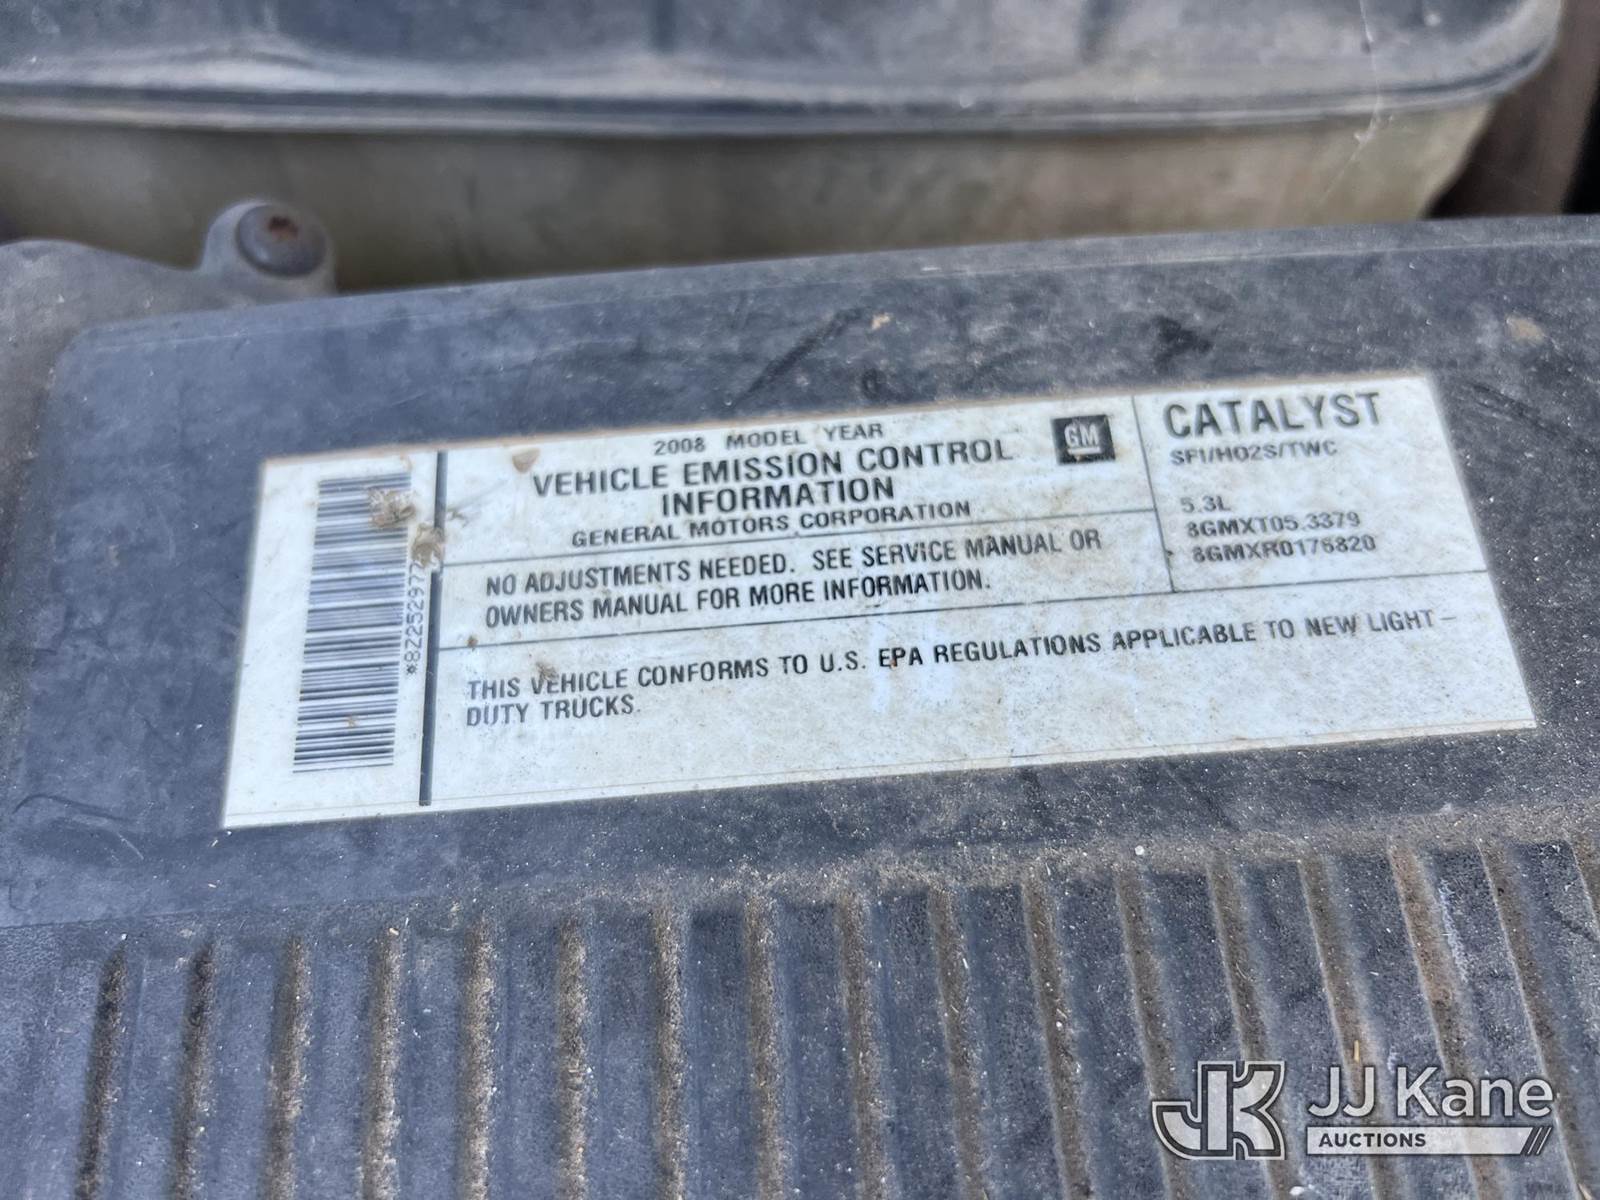 2008 MODEL YEAR
VEHICLE EMISSION CONTROL
INFORMATION
GENERAL MOTORS CORPORATION
GM
NO ADJUSTMENTS NEEDED. SEE SERVICE MANUAL OR
OWNERS MANUAL FOR MORE INFORMATION.
CATALYST
SFI/HO2S/TWC
5.3L
8GMXT05.3379
8GMXR0176820
THIS VEHICLE CONFORMS TO U.S. EPA REGULATIONS APPLICABLE TO NEW LIGHT-
DUTY TRUCKS.
JK JJ Kane
AUCTIONS